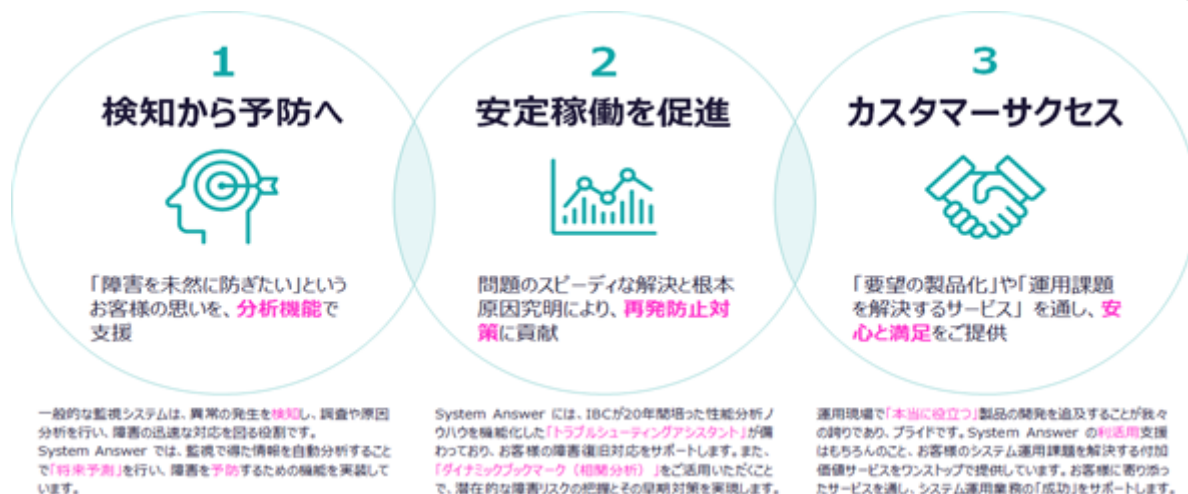 1
検知から予防へ
「障害を未然に防ぎたい」という
お客様の思いを、分析機能で
支援
一般的な監視システムは、異常の発生を検知し、調査や原因
分析を行い、障害の迅速な対応を図る役割です。
System Answer では、監視で得た情報を自動分析すること
で「将来予測」を行い、障害を予防するための機能を実装して
います。
2
安定稼働を促進
問題のスピーディな解決と根本
原因究明により、再発防止対
策に貢献
System Answer には、IBCが20年間培った性能分析ノ
ウハウを機能化した「トラブルシューティングアシスタント」が備
わっており、お客様の障害復旧対応をサポートします。また、
「ダイナミックブックマーク（相関分析）」をご活用いただくこと
で、潜在的な障害リスクの把握とその早期対策を実現します。
3
カスタマーサクセス
「要望の製品化」や「運用課題
を解決するサービス」を通し、安
心と満足をご提供
運用現場で「本当に役立つ」製品の開発を追及することが我々
の誇りであり、プライドです。System Answer の利活用支援
はもちろんのこと、お客様のシステム運用課題を解決する付加
価値サービスをワンストップで提供しています。お客様に寄り添っ
たサービスを通し、システム運用業務の「成功」をサポートします。